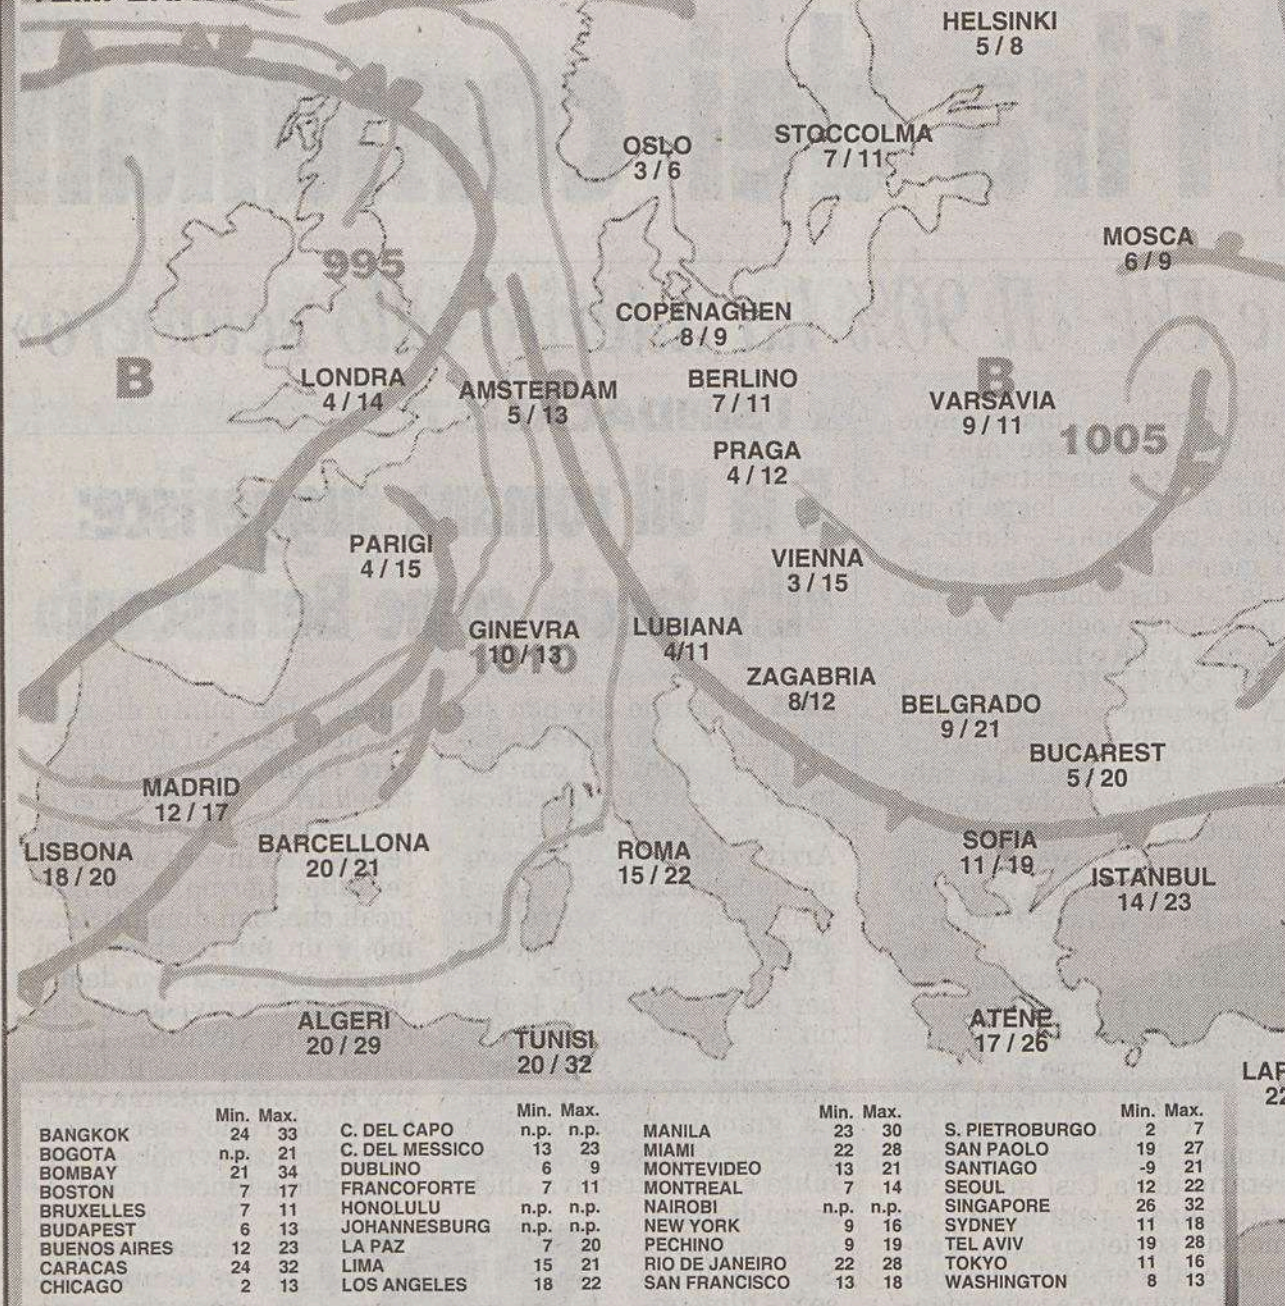 HELSINKI
5 / 8
OSLO
3 / 6
STOCCOLMA
7 / 11
MOSCA
6 / 9
995
COPENAGHEN
8 / 9
B
LONDRA
4 / 14
AMSTERDAM
5 / 13
BERLINO
7 / 11
B
VARSAVIA
9 / 11
1005
PRAGA
4 / 12
PARIGI
4 / 15
VIENNA
3 / 15
GINEVRA
10 / 13
1010
LUBIANA
4/11
ZAGABRIA
8/12
BELGRADO
9 / 21
BUCAREST
5 / 20
MADRID
12 / 17
LISBONA
18 / 20
BARCELLONA
20 / 21
ROMA
15 / 22
SOFIA
11 / 19
ISTANBUL
14 / 23
ALGERI
20 / 29
TUNISI
20 / 32
ATENE
17 / 26
Min. Max.
BANGKOK 24 33
BOGOTA n.p. 21
BOMBAY 21 34
BOSTON 7 17
BRUXELLES 7 11
BUDAPEST 6 13
BUENOS AIRES 12 23
CARACAS 24 32
CHICAGO 2 13
Min. Max.
C. DEL CAPO n.p. n.p.
C. DEL MESSICO 13 23
DUBLINO 6 9
FRANCOFORTE 7 11
HONOLULU n.p. n.p.
JOHANNESBURG n.p. n.p.
LA PAZ 7 20
LIMA 15 21
LOS ANGELES 18 22
Min. Max.
MANILA 23 30
MIAMI 22 28
MONTEVIDEO 13 21
MONTREAL 7 14
NAIROBI n.p. n.p.
NEW YORK 9 16
PECHINO 9 19
RIO DE JANEIRO 22 28
SAN FRANCISCO 13 18
Min. Max.
S. PIETROBURGO 2 7
SAN PAOLO 19 27
SANTIAGO -9 21
SEOUL 12 22
SINGAPORE 26 32
SYDNEY 11 18
TEL AVIV 19 28
TOKYO 11 16
WASHINGTON 8 13